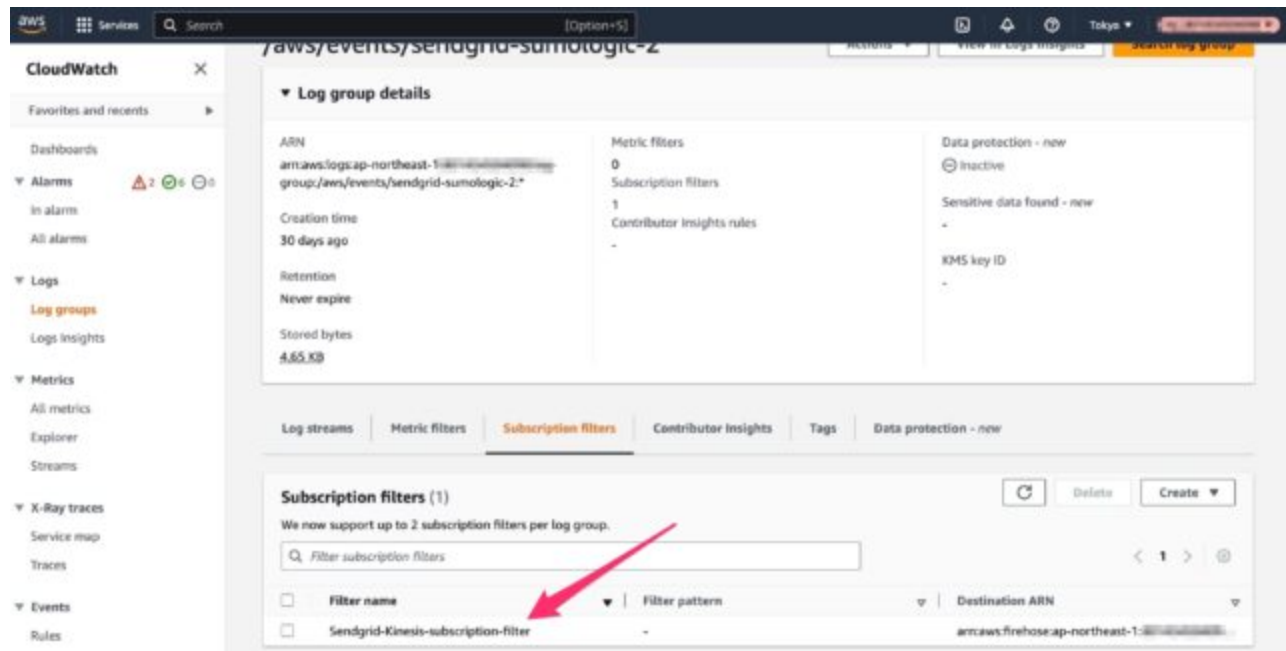 aws Services Search [Option+S] Tokyo
/aws/events/sendgrid-sumologic-2 Actions View in Logs Insights Search log group
CloudWatch
Favorites and recents
Dashboards
Alarms 2 6 0
In alarm
All alarms
Logs
Log groups
Logs Insights
Metrics
All metrics
Explorer
Streams
X-Ray traces
Service map
Traces
Events
Rules
Log group details
ARN
arn:aws:logs:ap-northeast-1
group:/aws/events/sendgrid-sumologic-2:*
Creation time
30 days ago
Retention
Never expire
Stored bytes
4.65 KB
Metric filters
0
Subscription filters
1
Contributor Insights rules
-
Data protection - new
Inactive
Sensitive data found - new
-
KMS key ID
-
Log streams Metric filters Subscription filters Contributor Insights Tags Data protection - new
Subscription filters (1) Delete Create
We now support up to 2 subscription filters per log group.
Filter subscription filters 1
Filter name Filter pattern Destination ARN
Sendgrid-Kinesis-subscription-filter - arn:aws:firehose:ap-northeast-1: